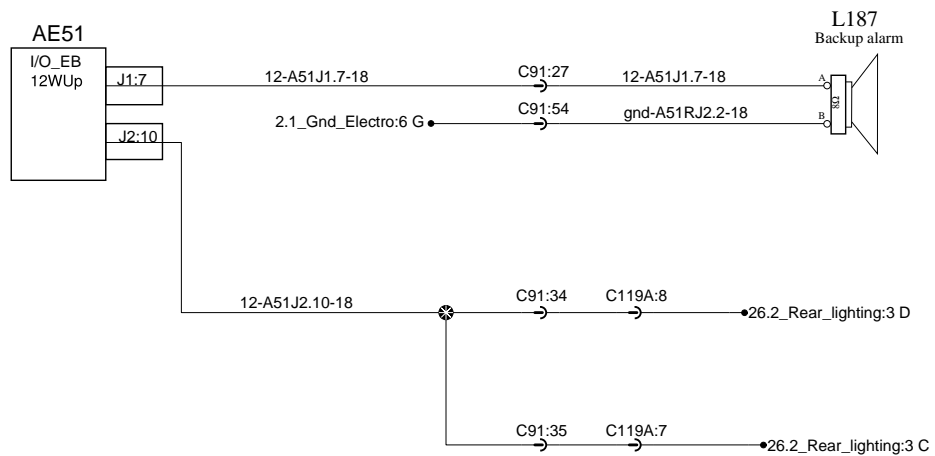 L187
Backup alarm
AE51
I/O_EB
12WUp
J1:7
12-A51J1.7-18
C91:27
12-A51J1.7-18
A
8Ω
2.1_Gnd_Electro:6 G
C91:54
gnd-A51RJ2.2-18
B
J2:10
12-A51J2.10-18
C91:34
C119A:8
26.2_Rear_lighting:3 D
C91:35
C119A:7
26.2_Rear_lighting:3 C